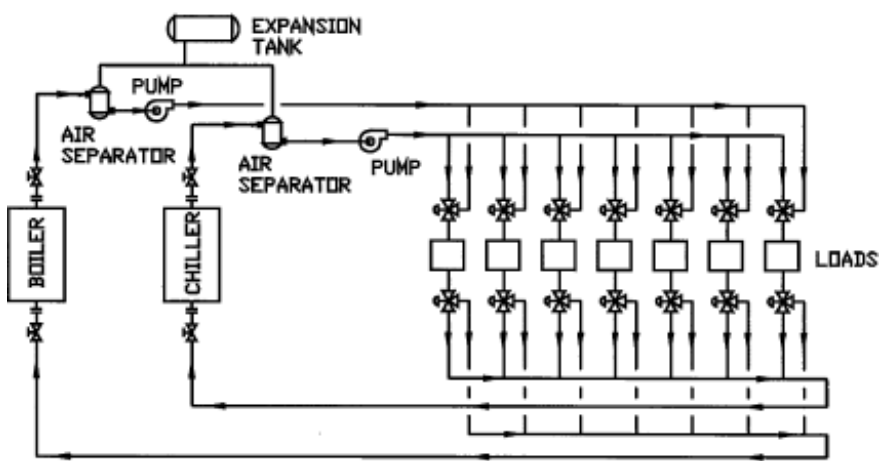 EXPANSION
TANK
PUMP
AIR
SEPARATOR
AIR
SEPARATOR
PUMP
BOILER
CHILLER
LOADS